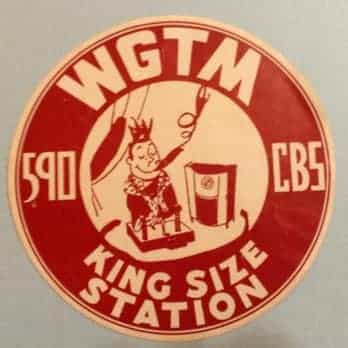 WGTM
590
CBS
KING SIZE
STATION